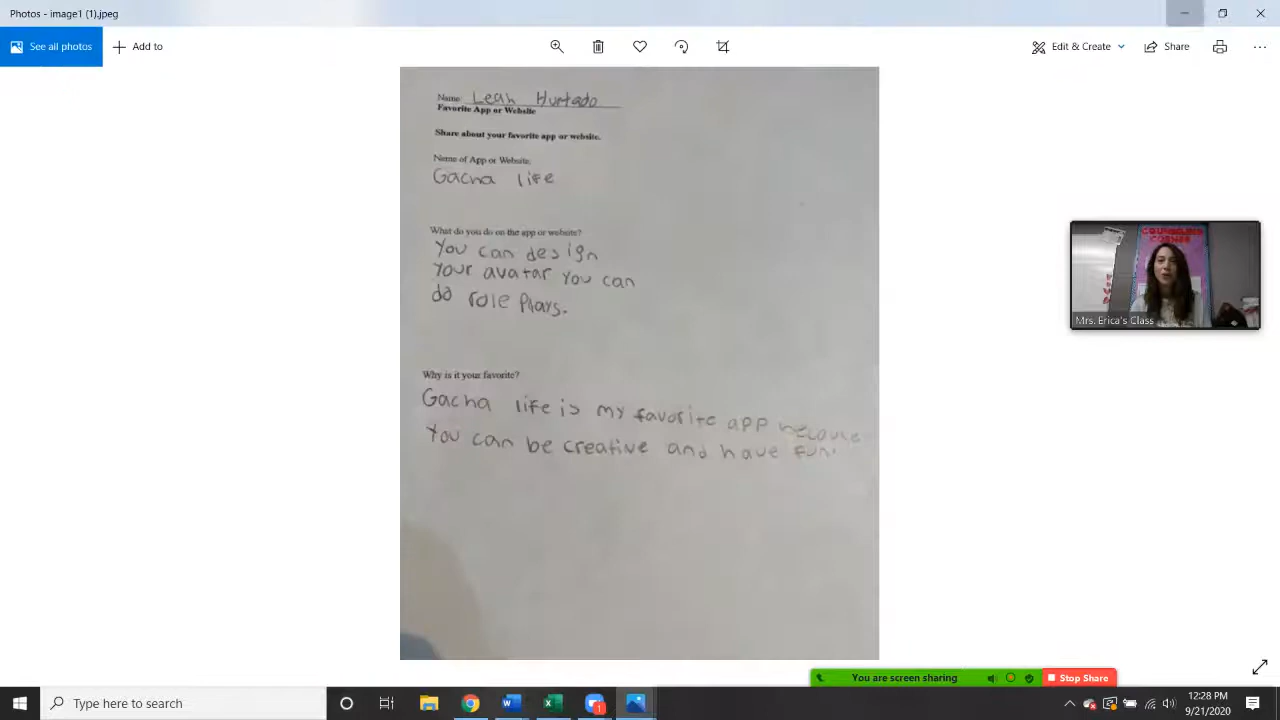 Photos - image1 (1).jpeg
See all photos
Add to
Edit & Create
Share
Name: Leah Hurtado
Favorite App or Website
Share about your favorite app or website.
Name of App or Website.
Gacha life
What do you do on the app or website?
You can design
Your avatar You can
do role Plays.
Why is it your favorite?
Gacha life is my favorite app because
You can be creative and have fun.
COUNSELING
CORNER
Mrs. Erica's Class
You are screen sharing
Stop Share
Type here to search
12:28 PM
9/21/2020